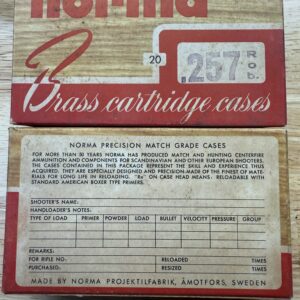 norma
20
.257 ROB.
Brass cartridge cases
NORMA PRECISION MATCH GRADE CASES
FOR MORE THAN 50 YEARS NORMA HAS PRODUCED MATCH AND HUNTING CENTERFIRE
AMMUNITION AND COMPONENTS FOR SCANDINAVIAN AND OTHER EUROPEAN SHOOTERS.
THE CASES CONTAINED IN THIS PACKAGE REPRESENT THE SKILL AND EXPERIENCE THUS
ACQUIRED. THEY ARE ESPECIALLY DESIGNED AND PRECISION-MADE OF THE FINEST OF MATE-
RIALS FOR LONG LIFE IN RELOADING. "Re" ON CASE HEAD MEANS: RELOADABLE WITH
STANDARD AMERICAN BOXER TYPE PRIMERS.
SHOOTER'S NAME:
HANDLOADER'S NOTES:
TYPE OF LOAD PRIMER POWDER LOAD BULLET VELOCITY PRESSURE GROUP
REMARKS:
FOR RIFLE NO: RELOADED TIMES
PURCHASED: RESIZED TIMES
MADE BY NORMA PROJEKTILFABRIK, ÅMOTFORS, SWEDEN